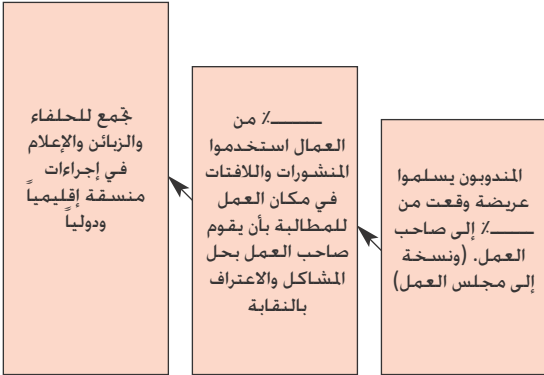 المندوبون يسلموا
عريضة وقعت من
____٪ إلى صاحب
العمل. (ونسخة
إلى مجلس العمل)
____٪ من
العمال استخدموا
المنشورات واللافتات
في مكان العمل
للمطالبة بأن يقوم
صاحب العمل بحل
المشاكل والاعتراف
بالنقابة
تجمع للحلفاء
والزبائن والإعلام
في إجراءات
منسقة إقليمياً
ودولياً